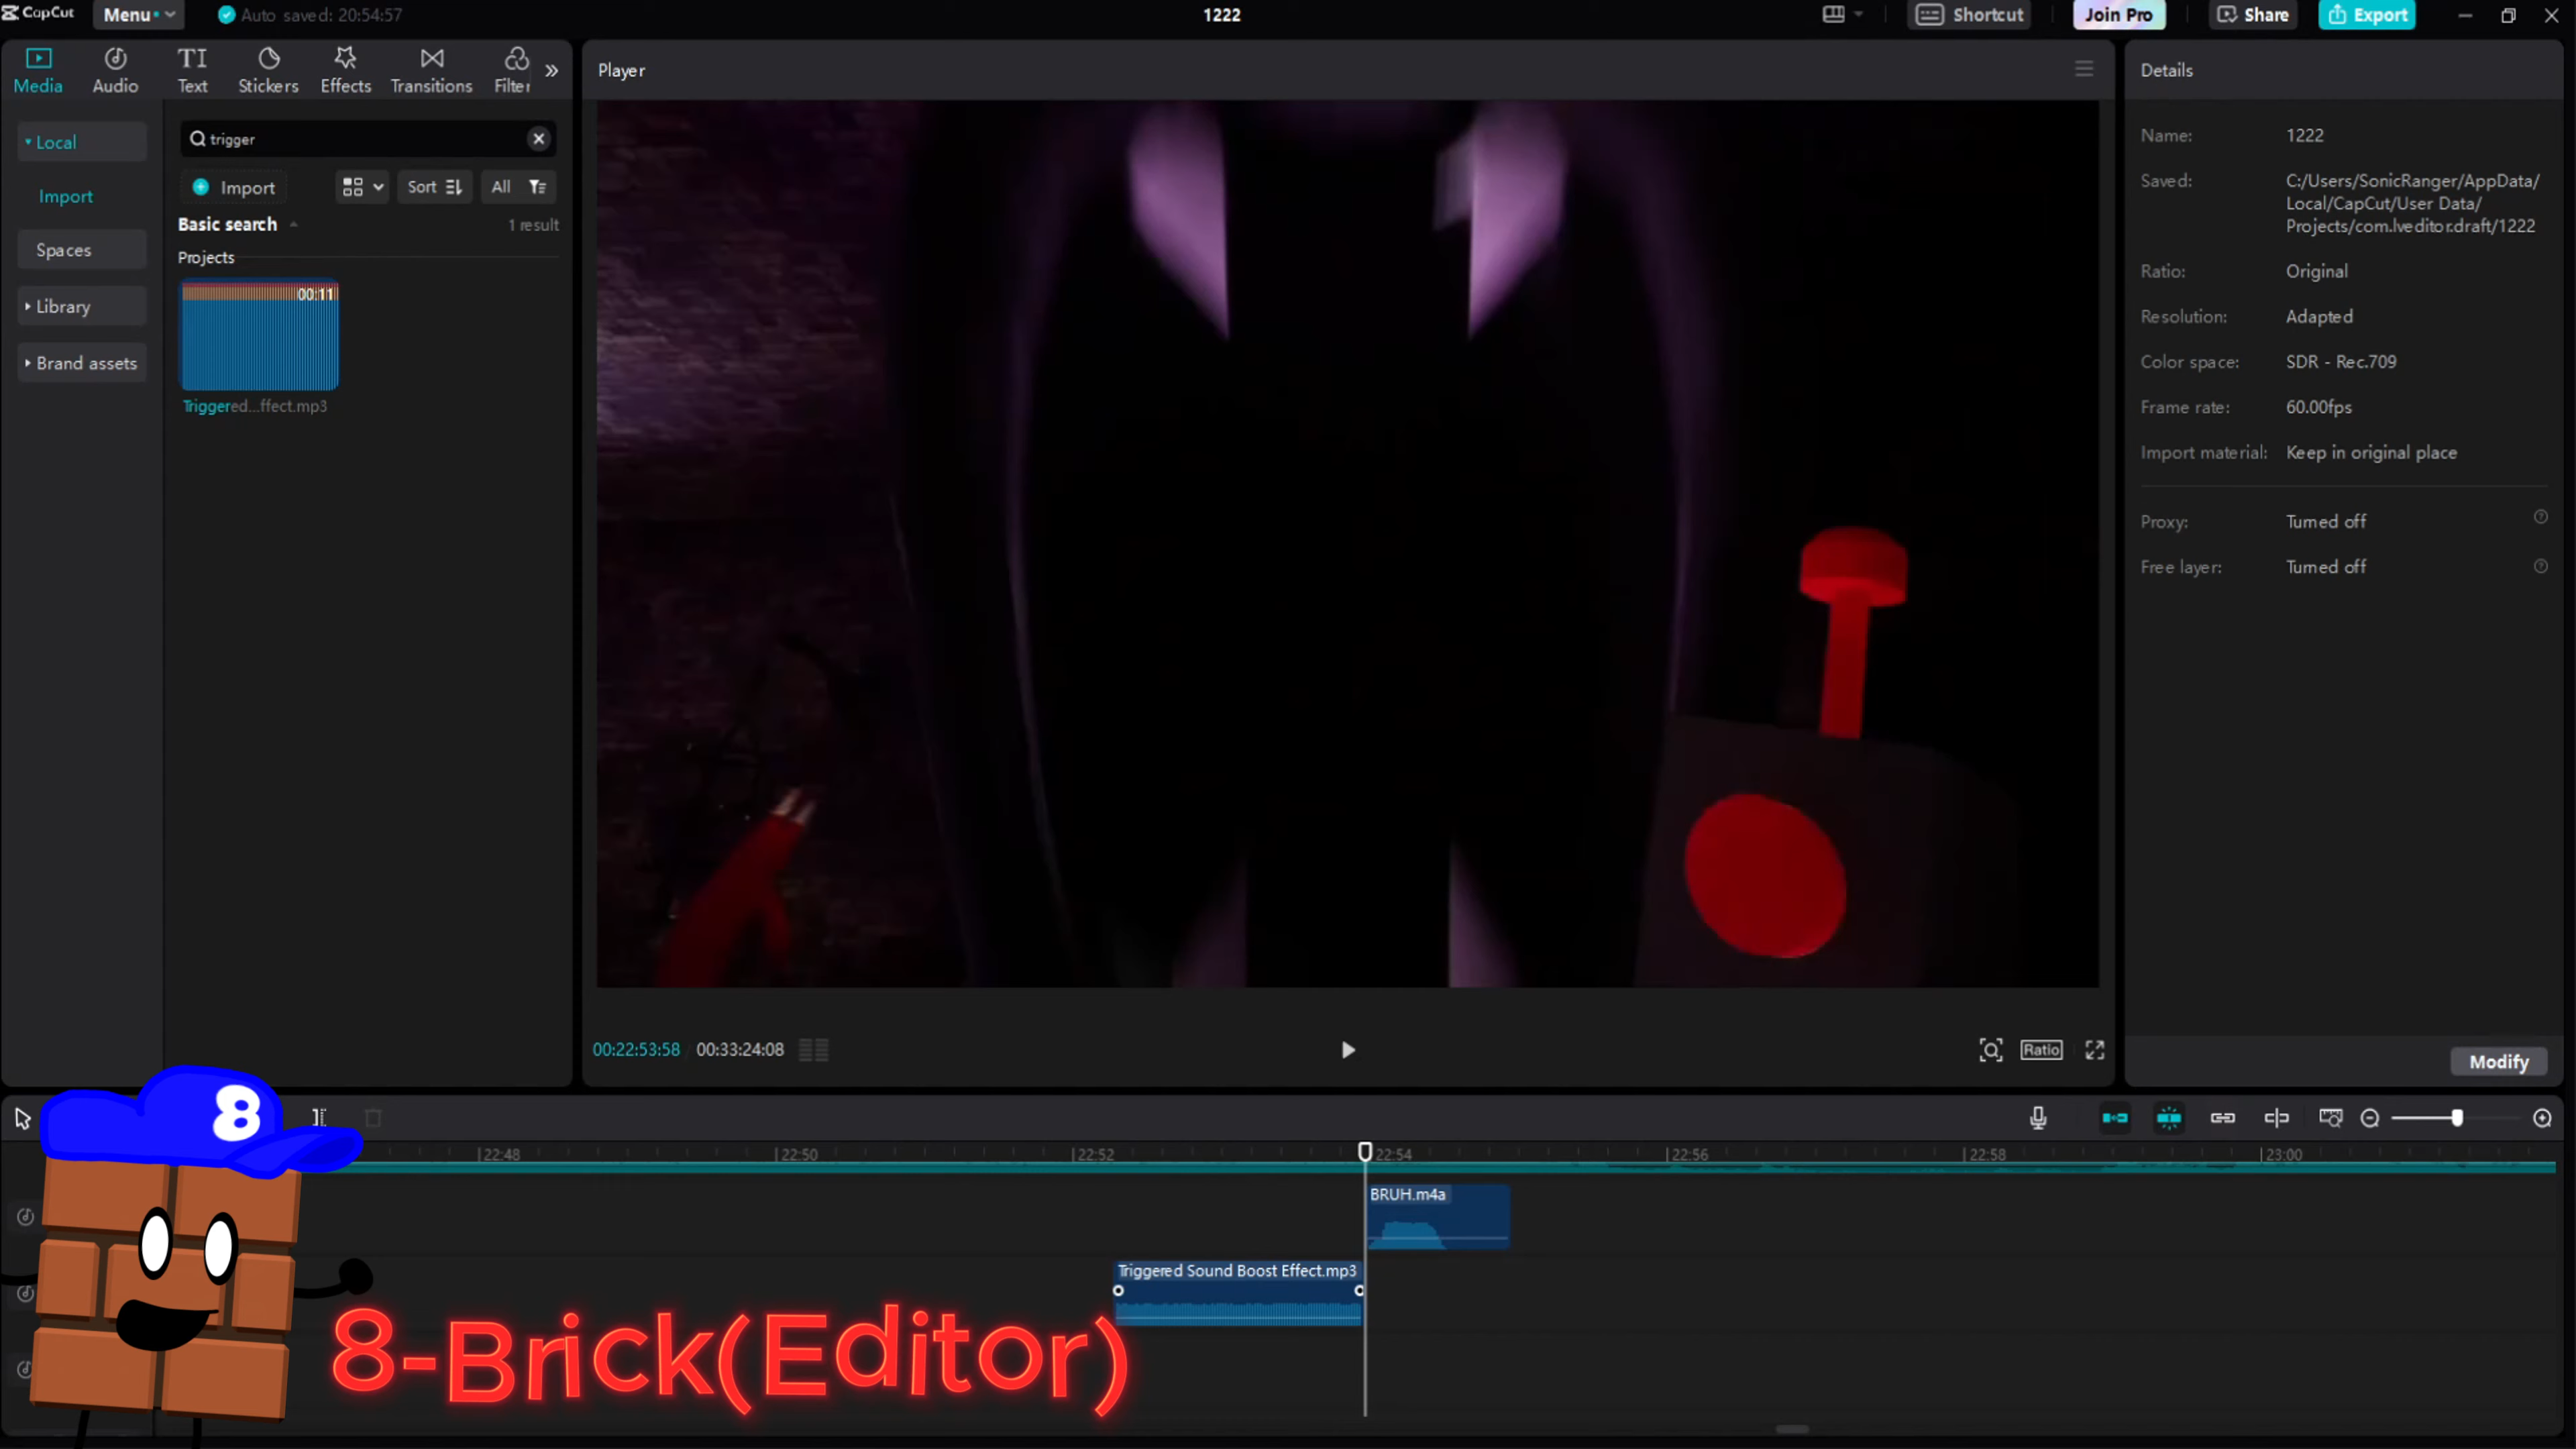 CapCut Menu Auto saved: 20:54:57 1222 Shortcut Join Pro Share Export
Media Audio TI Text Stickers Effects Transitions Filter
Player
Details
Local
Import
Spaces
Library
Brand assets
trigger
Import Sort All
Basic search 1 result
Projects
00:11
Triggered...ffect.mp3
Name: 1222
Saved: C:/Users/SonicRanger/AppData/
Local/CapCut/User Data/
Projects/com.lveditor.draft/1222
Ratio: Original
Resolution: Adapted
Color space: SDR - Rec.709
Frame rate: 60.00fps
Import material: Keep in original place
Proxy: Turned off
Free layer: Turned off
Modify
00:22:53:58 00:33:24:08 Ratio
22:48 22:50 22:52 22:54 22:56 22:58 23:00
BRUH.m4a
Triggered Sound Boost Effect.mp3
8
8-Brick(Editor)